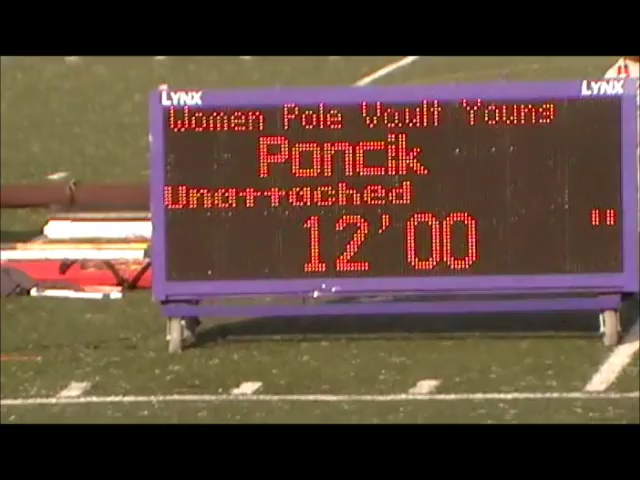 LYNX LYNX
Women Pole Vault Young
Poncik
Unattached
12'00 "